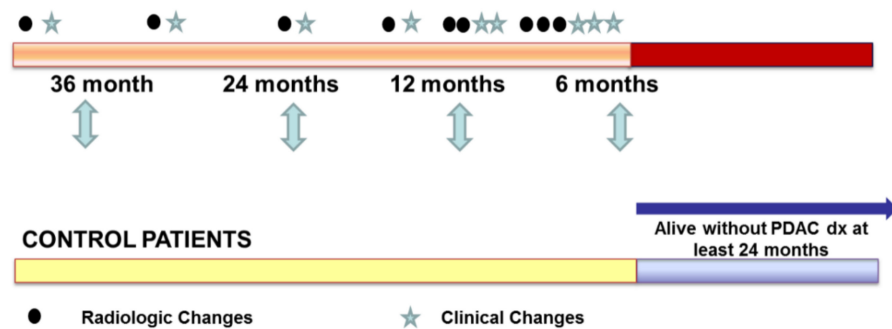 36 month 24 months 12 months 6 months
Alive without PDAC dx at
least 24 months
CONTROL PATIENTS
Radiologic Changes Clinical Changes